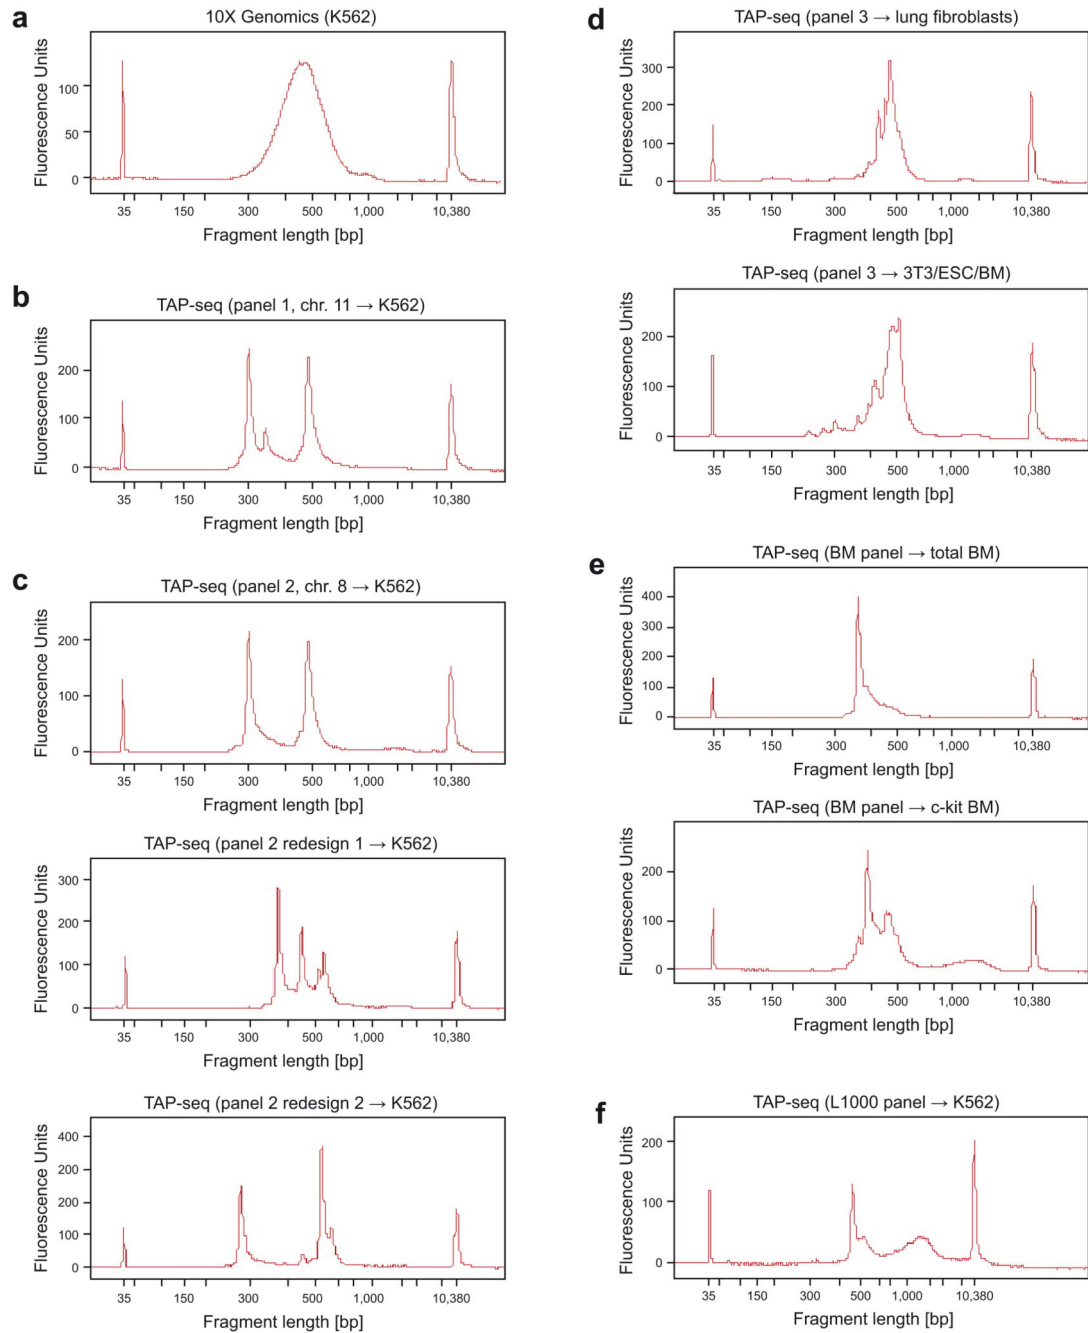 a
10X Genomics (K562)
Fluorescence Units
100
50
0
35 150 300 500 1,000 10,380
Fragment length [bp]
b
TAP-seq (panel 1, chr. 11 → K562)
Fluorescence Units
200
100
0
35 150 300 500 1,000 10,380
Fragment length [bp]
c
TAP-seq (panel 2, chr. 8 → K562)
Fluorescence Units
200
100
0
35 150 300 500 1,000 10,380
TAP-seq (panel 2 redesign 1 → K562)
Fluorescence Units
300
200
100
0
35 150 300 500 1,000 10,380
Fragment length [bp]
TAP-seq (panel 2 redesign 2 → K562)
Fluorescence Units
400
200
100
0
35 150 300 500 1,000 10,380
Fragment length [bp]
d
TAP-seq (panel 3 → lung fibroblasts)
Fluorescence Units
300
200
100
0
35 150 300 500 1,000 10,380
Fragment length [bp]
TAP-seq (panel 3 → 3T3/ESC/BM)
Fluorescence Units
200
100
0
35 150 300 500 1,000 10,380
Fragment length [bp]
e
TAP-seq (BM panel → total BM)
Fluorescence Units
400
300
200
100
0
35 150 300 500 1,000 10,380
TAP-seq (BM panel → c-kit BM)
Fluorescence Units
200
100
0
35 150 300 500 1,000 10,380
Fragment length [bp]
f
TAP-seq (L1000 panel → K562)
Fluorescence Units
200
100
0
35 150 300 500 1,000 10,380
Fragment length [bp]